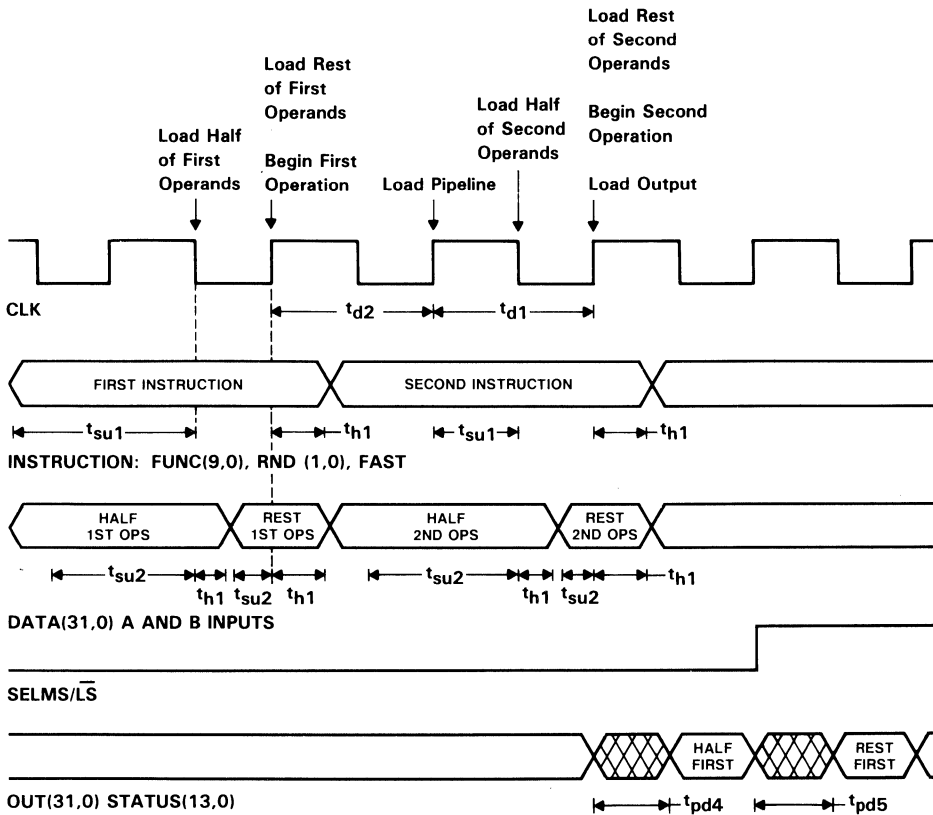 Load Rest
of Second
Operands
Load Rest
of First
Operands
Load Half
of Second
Operands
Begin Second
Operation
Load Half
of First
Operands
Begin First
Operation
Load Pipeline
Load Output
CLK
td2
td1
FIRST INSTRUCTION
SECOND INSTRUCTION
tsu1
th1
tsu1
th1
INSTRUCTION: FUNC(9,0), RND (1,0), FAST
HALF
1ST OPS
REST
1ST OPS
HALF
2ND OPS
REST
2ND OPS
tsu2
th1
tsu2
th1
tsu2
th1
tsu2
th1
DATA(31,0) A AND B INPUTS
SELMS/L̅S̅
HALF
FIRST
REST
FIRST
OUT(31,0) STATUS(13,0)
tpd4
tpd5